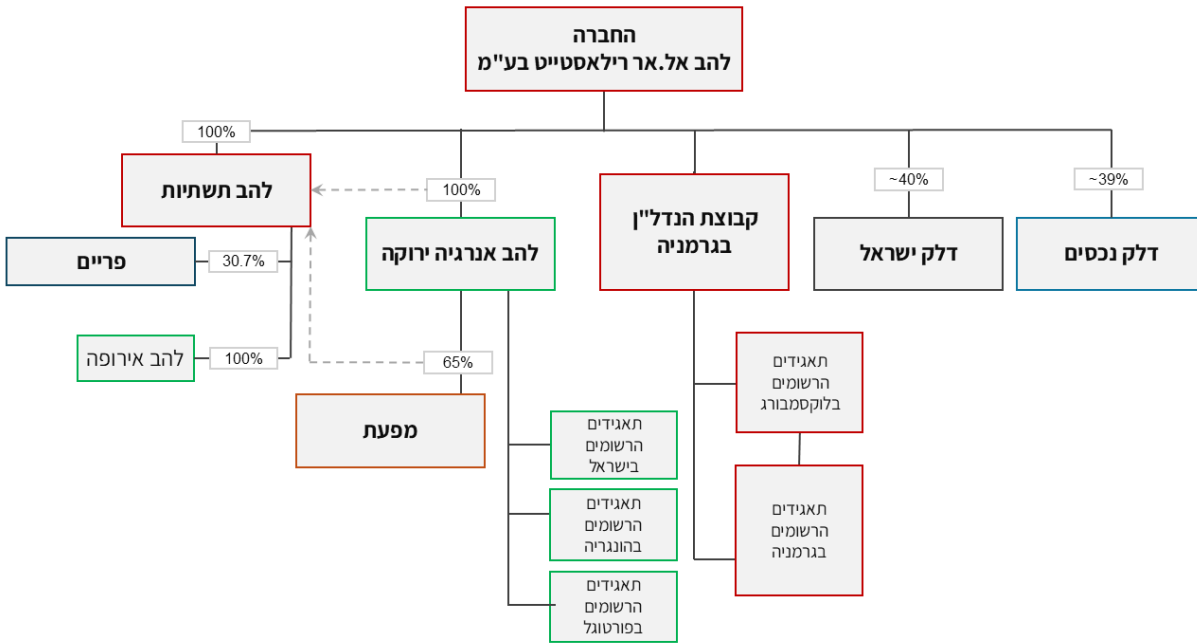 החברה
להב אל.אר רילאסטייט בע"מ
100%
100%
~40%
~39%
להב תשתיות
להב אנרגיה ירוקה
קבוצת הנדל"ן
בגרמניה
דלק ישראל
דלק נכסים
פריים
30.7%
להב אירופה
100%
65%
מפעת
תאגידים
הרשומים
בישראל
תאגידים
הרשומים
בהונגריה
תאגידים
הרשומים
בפורטוגל
תאגידים
הרשומים
בלוקסמבורג
תאגידים
הרשומים
בגרמניה